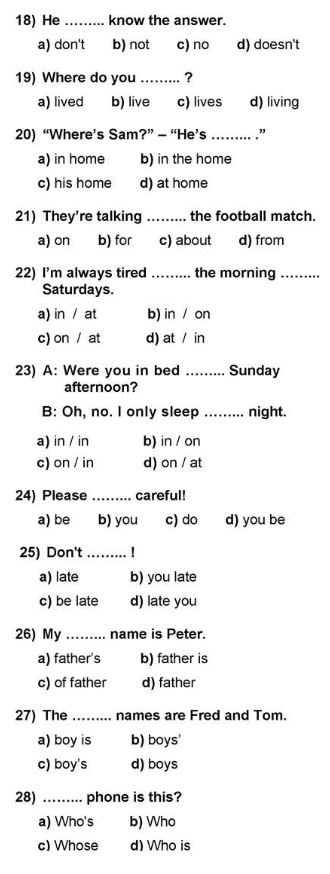 18) He ......... know the answer.
a) don't b) not c) no d) doesn't
19) Where do you ......... ?
a) lived b) live c) lives d) living
20) “Where’s Sam?” – “He’s ......... .”
a) in home b) in the home
c) his home d) at home
21) They’re talking ......... the football match.
a) on b) for c) about d) from
22) I’m always tired ......... the morning .........
Saturdays.
a) in / at b) in / on
c) on / at d) at / in
23) A: Were you in bed ......... Sunday
afternoon?
B: Oh, no. I only sleep ......... night.
a) in / in b) in / on
c) on / in d) on / at
24) Please ......... careful!
a) be b) you c) do d) you be
25) Don't ......... !
a) late b) you late
c) be late d) late you
26) My ......... name is Peter.
a) father's b) father is
c) of father d) father
27) The ......... names are Fred and Tom.
a) boy is b) boys'
c) boy's d) boys
28) ......... phone is this?
a) Who's b) Who
c) Whose d) Who is